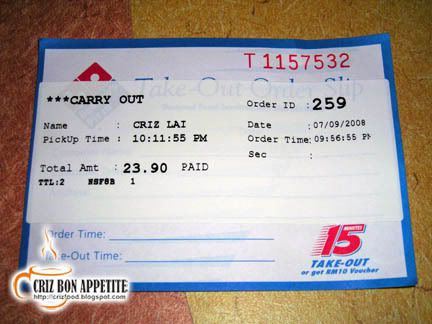 T 1157532
Take-Out Order Slip
***CARRY OUT
Order ID : 259
Name : CRIZ LAI
Date : 07/09/2008
PickUp Time : 10:11:55 PM
Order Time: 09:56:55 PM
Sec :
Total Amt : 23.90 PAID
TTL:2 NSF8B 1
Order Time:
Take-Out Time:
15 MINUTES
TAKE-OUT
or get RM10 Voucher
CRIZ BON APPETITE
http://crizfood.blogspot.com